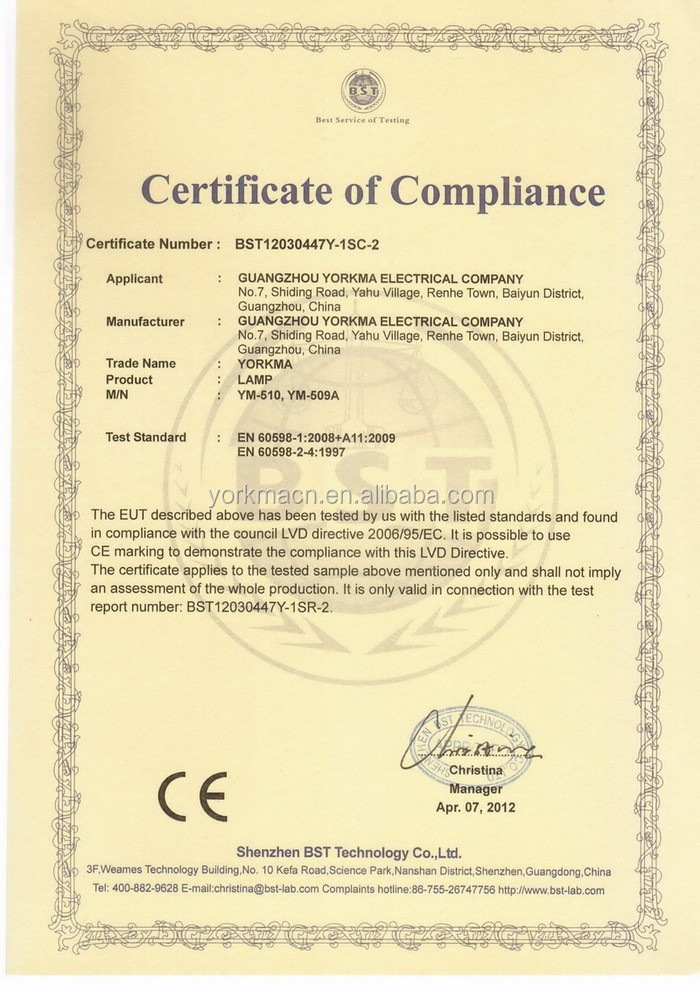 BST
Best Service of Testing
Certificate of Compliance
Certificate Number : BST12030447Y-1SC-2
Applicant : GUANGZHOU YORKMA ELECTRICAL COMPANY
No.7, Shiding Road, Yahu Village, Renhe Town, Baiyun District,
Guangzhou, China
Manufacturer : GUANGZHOU YORKMA ELECTRICAL COMPANY
No.7, Shiding Road, Yahu Village, Renhe Town, Baiyun District,
Guangzhou, China
Trade Name : YORKMA
Product : LAMP
M/N : YM-510, YM-509A
Test Standard : EN 60598-1:2008+A11:2009
EN 60598-2-4:1997
BST
yorkmacn.en.alibaba.com
The EUT described above has been tested by us with the listed standards and found
in compliance with the council LVD directive 2006/95/EC. It is possible to use
CE marking to demonstrate the compliance with this LVD Directive.
The certificate applies to the tested sample above mentioned only and shall not imply
an assessment of the whole production. It is only valid in connection with the test
report number: BST12030447Y-1SR-2.
Christina
Christina
Manager
Apr. 07, 2012
CE
Shenzhen BST Technology Co.,Ltd.
3F,Weames Technology Building,No. 10 Kefa Road,Science Park,Nanshan District,Shenzhen,Guangdong,China
Tel: 400-882-9628 E-mail:christina@bst-lab.com Complaints hotline:86-755-26747756 http://www.bst-lab.com